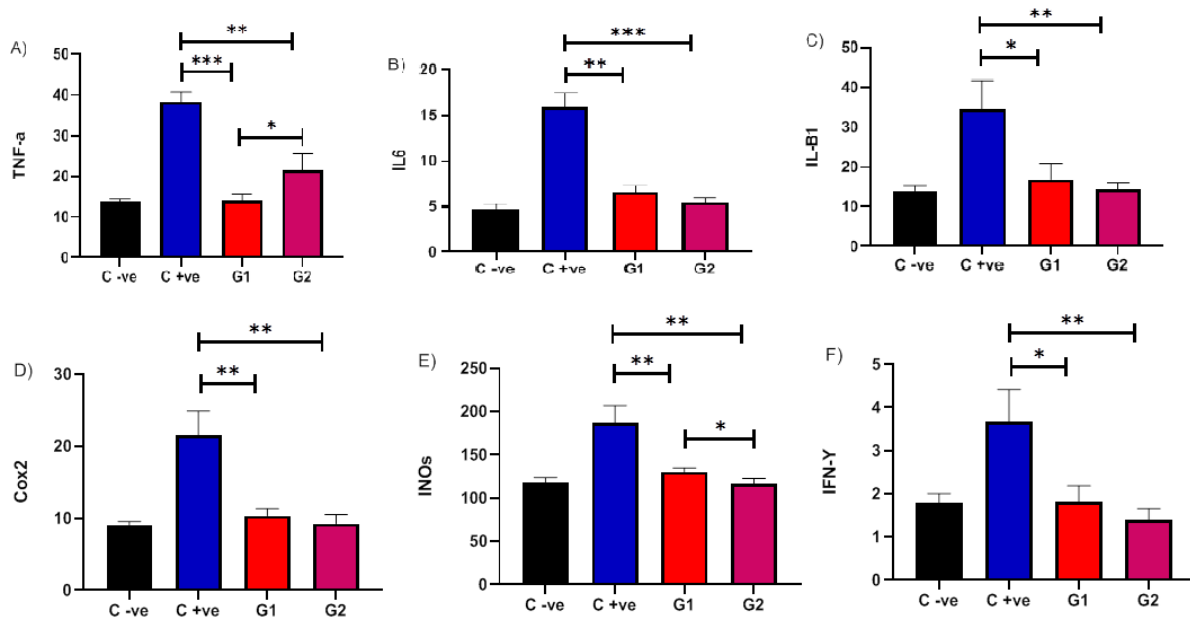 A)
**
***
*
TNF-a
50
40
30
20
10
0
C -ve C +ve G1 G2
B)
***
**
IL6
20
15
10
5
0
C -ve C +ve G1 G2
C)
**
*
IL-B1
50
40
30
20
10
0
C -ve C +ve G1 G2
D)
**
**
Cox2
30
20
10
0
C -ve C +ve G1 G2
E)
**
**
*
INOs
250
200
150
100
50
0
C -ve C +ve G1 G2
F)
**
*
IFN-Y
5
4
3
2
1
0
C -ve C +ve G1 G2